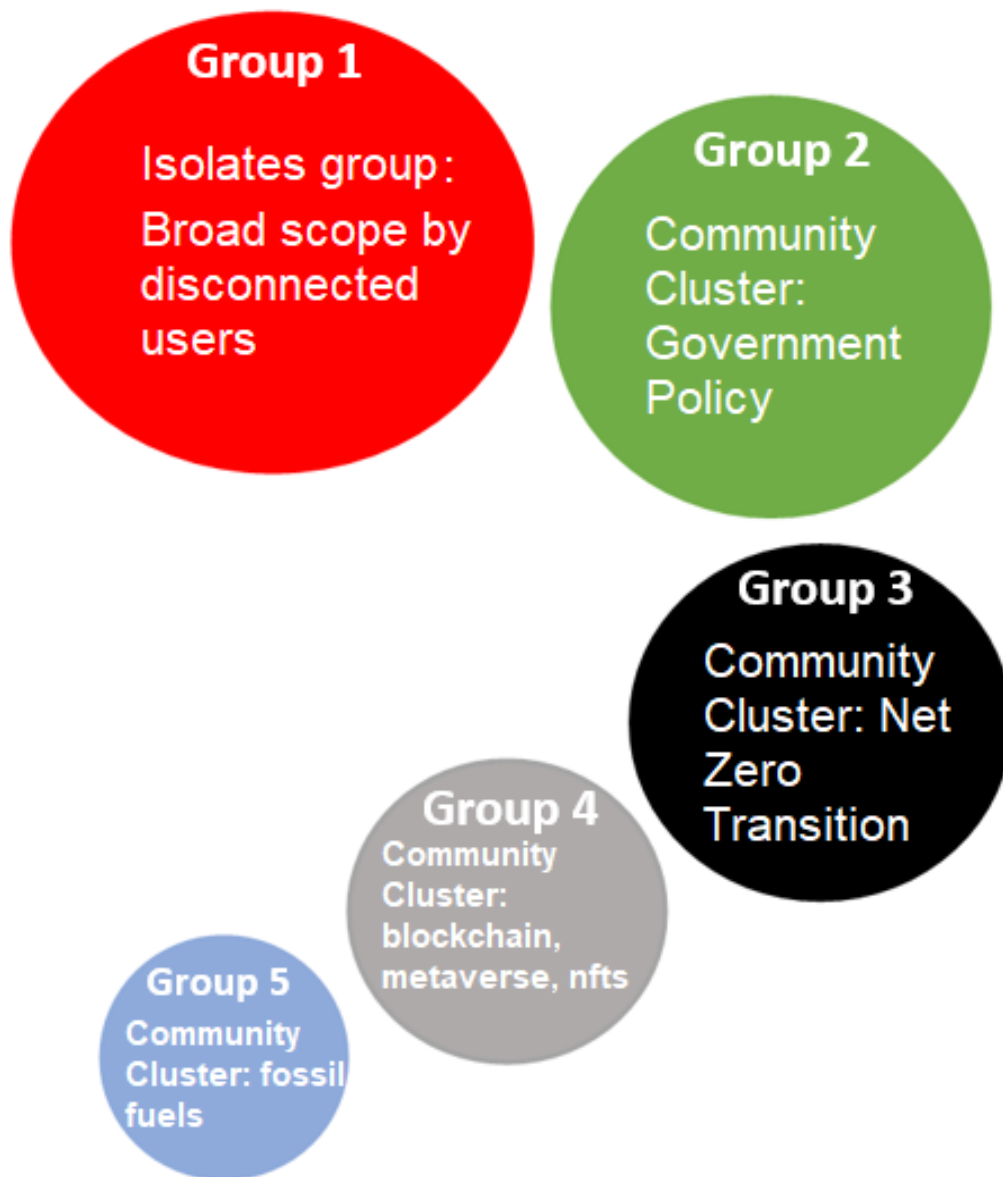 Group 1
Isolates group:
Broad scope by
disconnected
users
Group 2
Community
Cluster:
Government
Policy
Group 3
Community
Cluster: Net
Zero
Transition
Group 4
Community
Cluster:
blockchain,
metaverse, nfts
Group 5
Community
Cluster: fossil
fuels